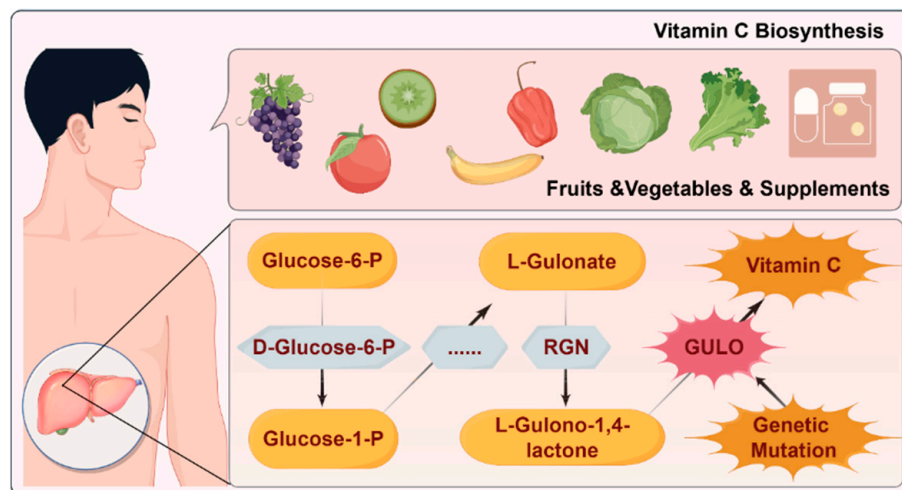 Vitamin C Biosynthesis
Fruits &Vegetables & Supplements
Glucose-6-P
L-Gulonate
Vitamin C
D-Glucose-6-P
......
RGN
GULO
Glucose-1-P
L-Gulono-1,4-
lactone
Genetic
Mutation